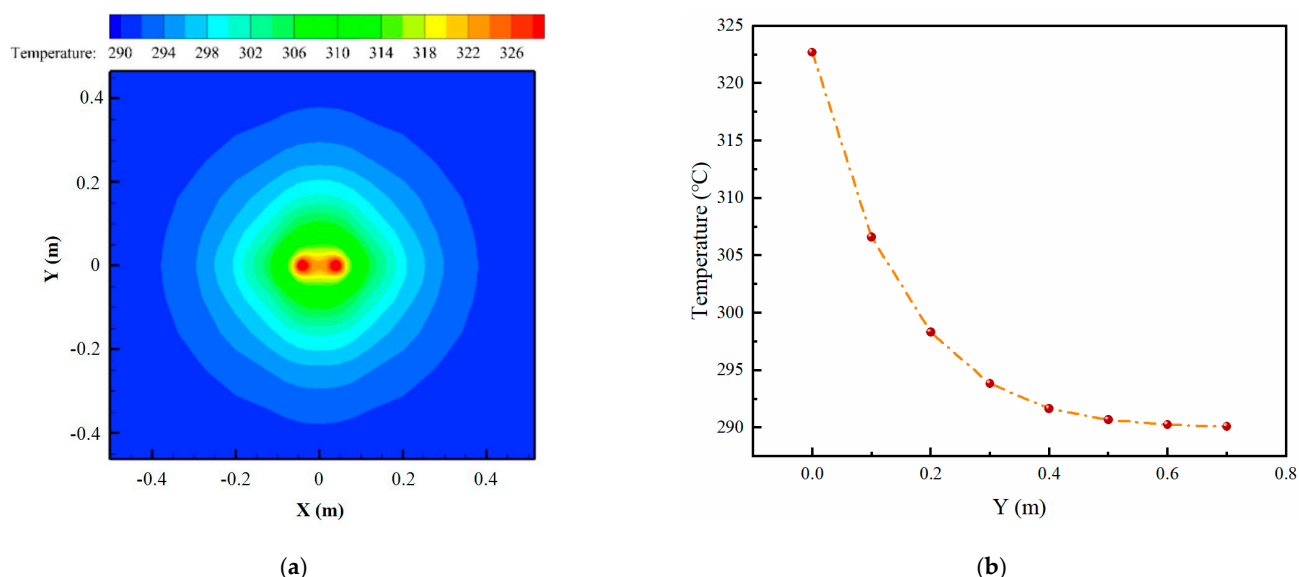 Temperature: 290 294 298 302 306 310 314 318 322 326
0.4
0.2
0
-0.2
-0.4
Y (m)
-0.4 -0.2 0 0.2 0.4
X (m)
(a)
325
320
315
310
305
300
295
290
Temperature (°C)
0.0 0.2 0.4 0.6 0.8
Y (m)
(b)